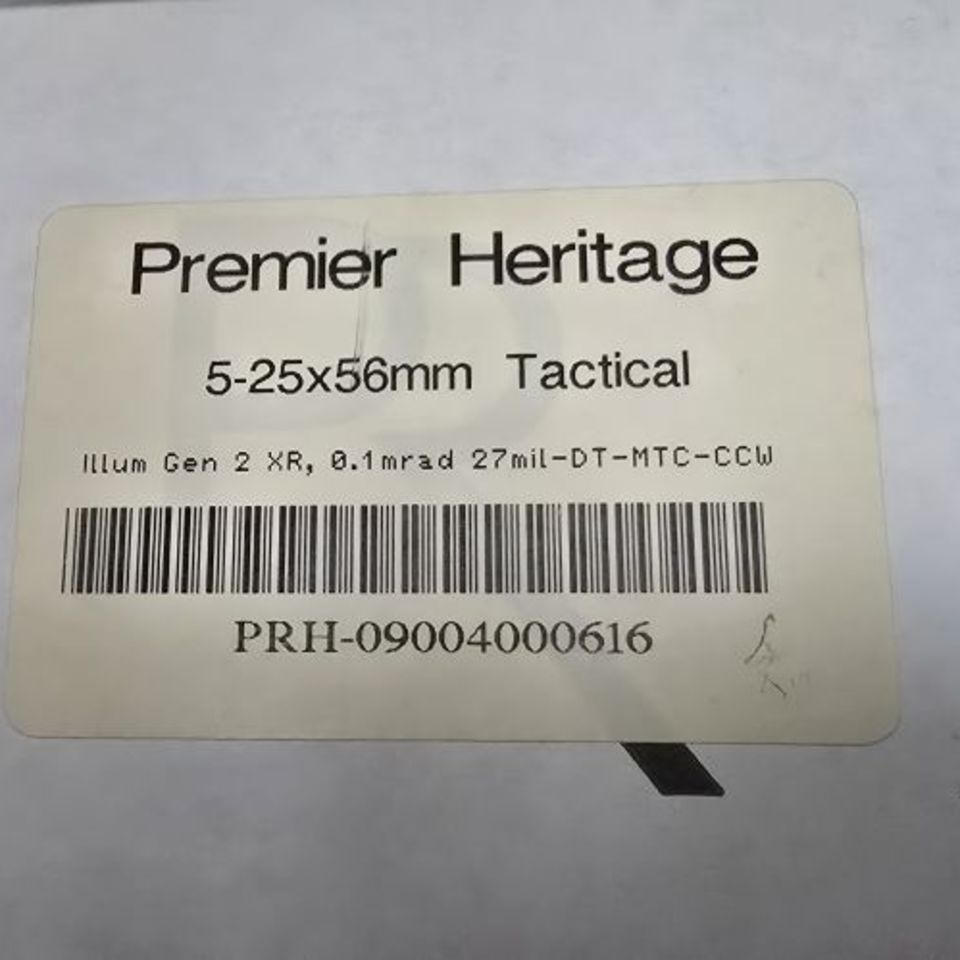 Premier Heritage
5-25x56mm Tactical
Illum Gen 2 XR, 0.1mrad 27mil-DT-MTC-CCW
PRH-09004000616